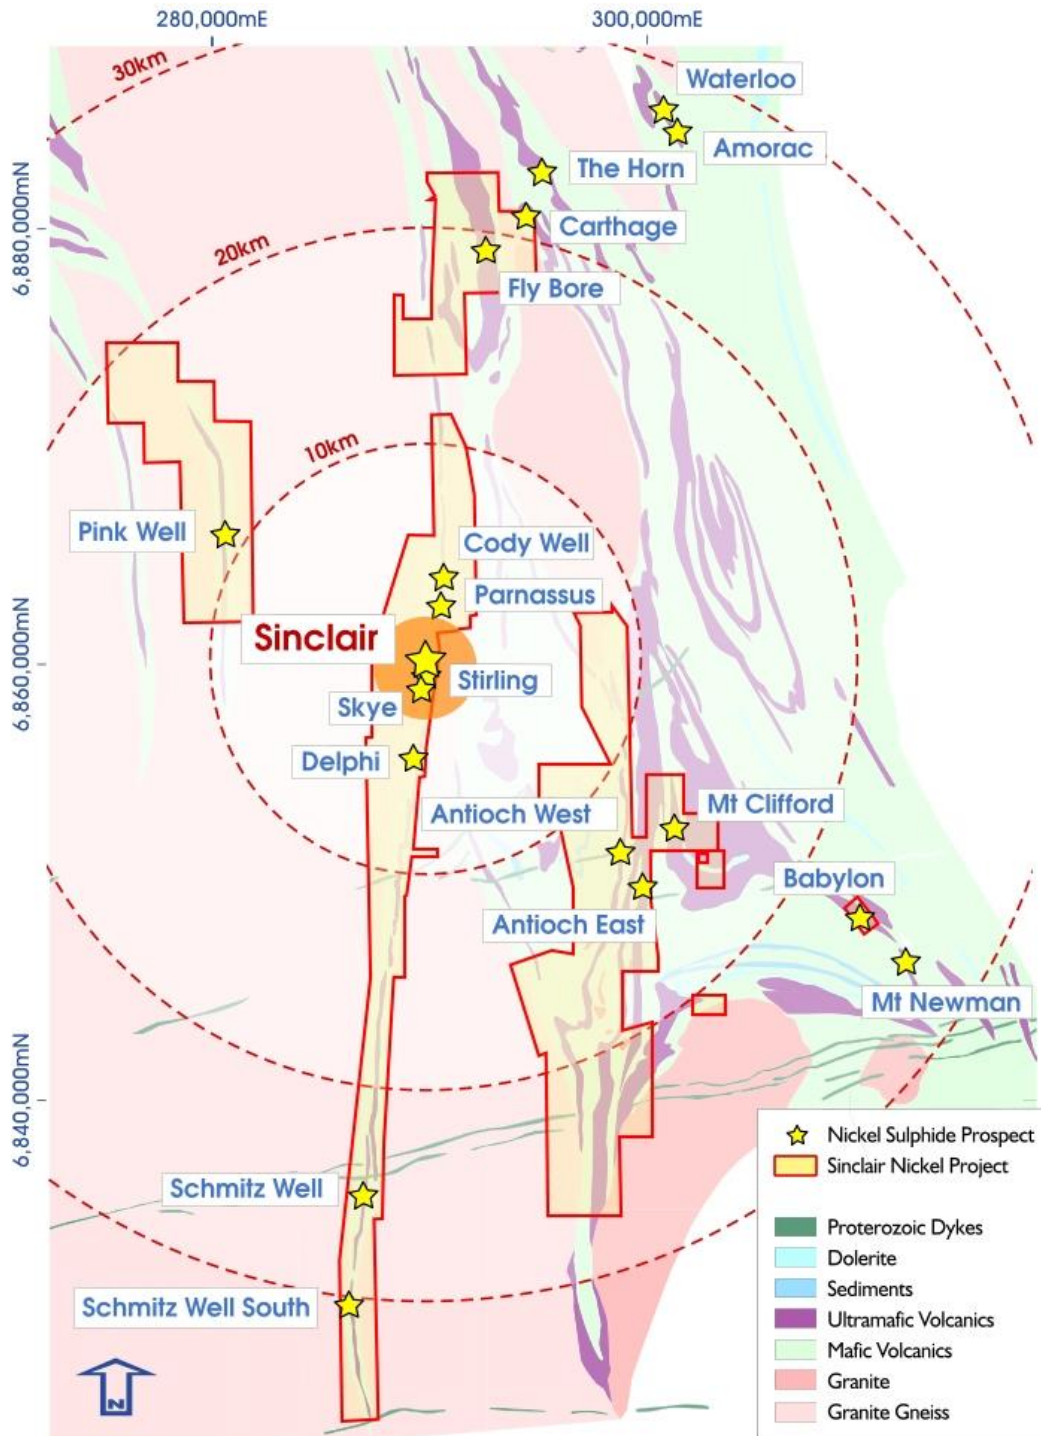 280,000mE
300,000mE
30km
Waterloo
Amorac
The Horn
6,880,000mN
20km
Carthage
Fly Bore
10km
Pink Well
Cody Well
Parnassus
Sinclair
6,860,000mN
Stirling
Skye
Delphi
Antioch West
Mt Clifford
Babylon
Antioch East
Mt Newman
6,840,000mN
Schmitz Well
Schmitz Well South
N
Nickel Sulphide Prospect
Sinclair Nickel Project
Proterozoic Dykes
Dolerite
Sediments
Ultramafic Volcanics
Mafic Volcanics
Granite
Granite Gneiss